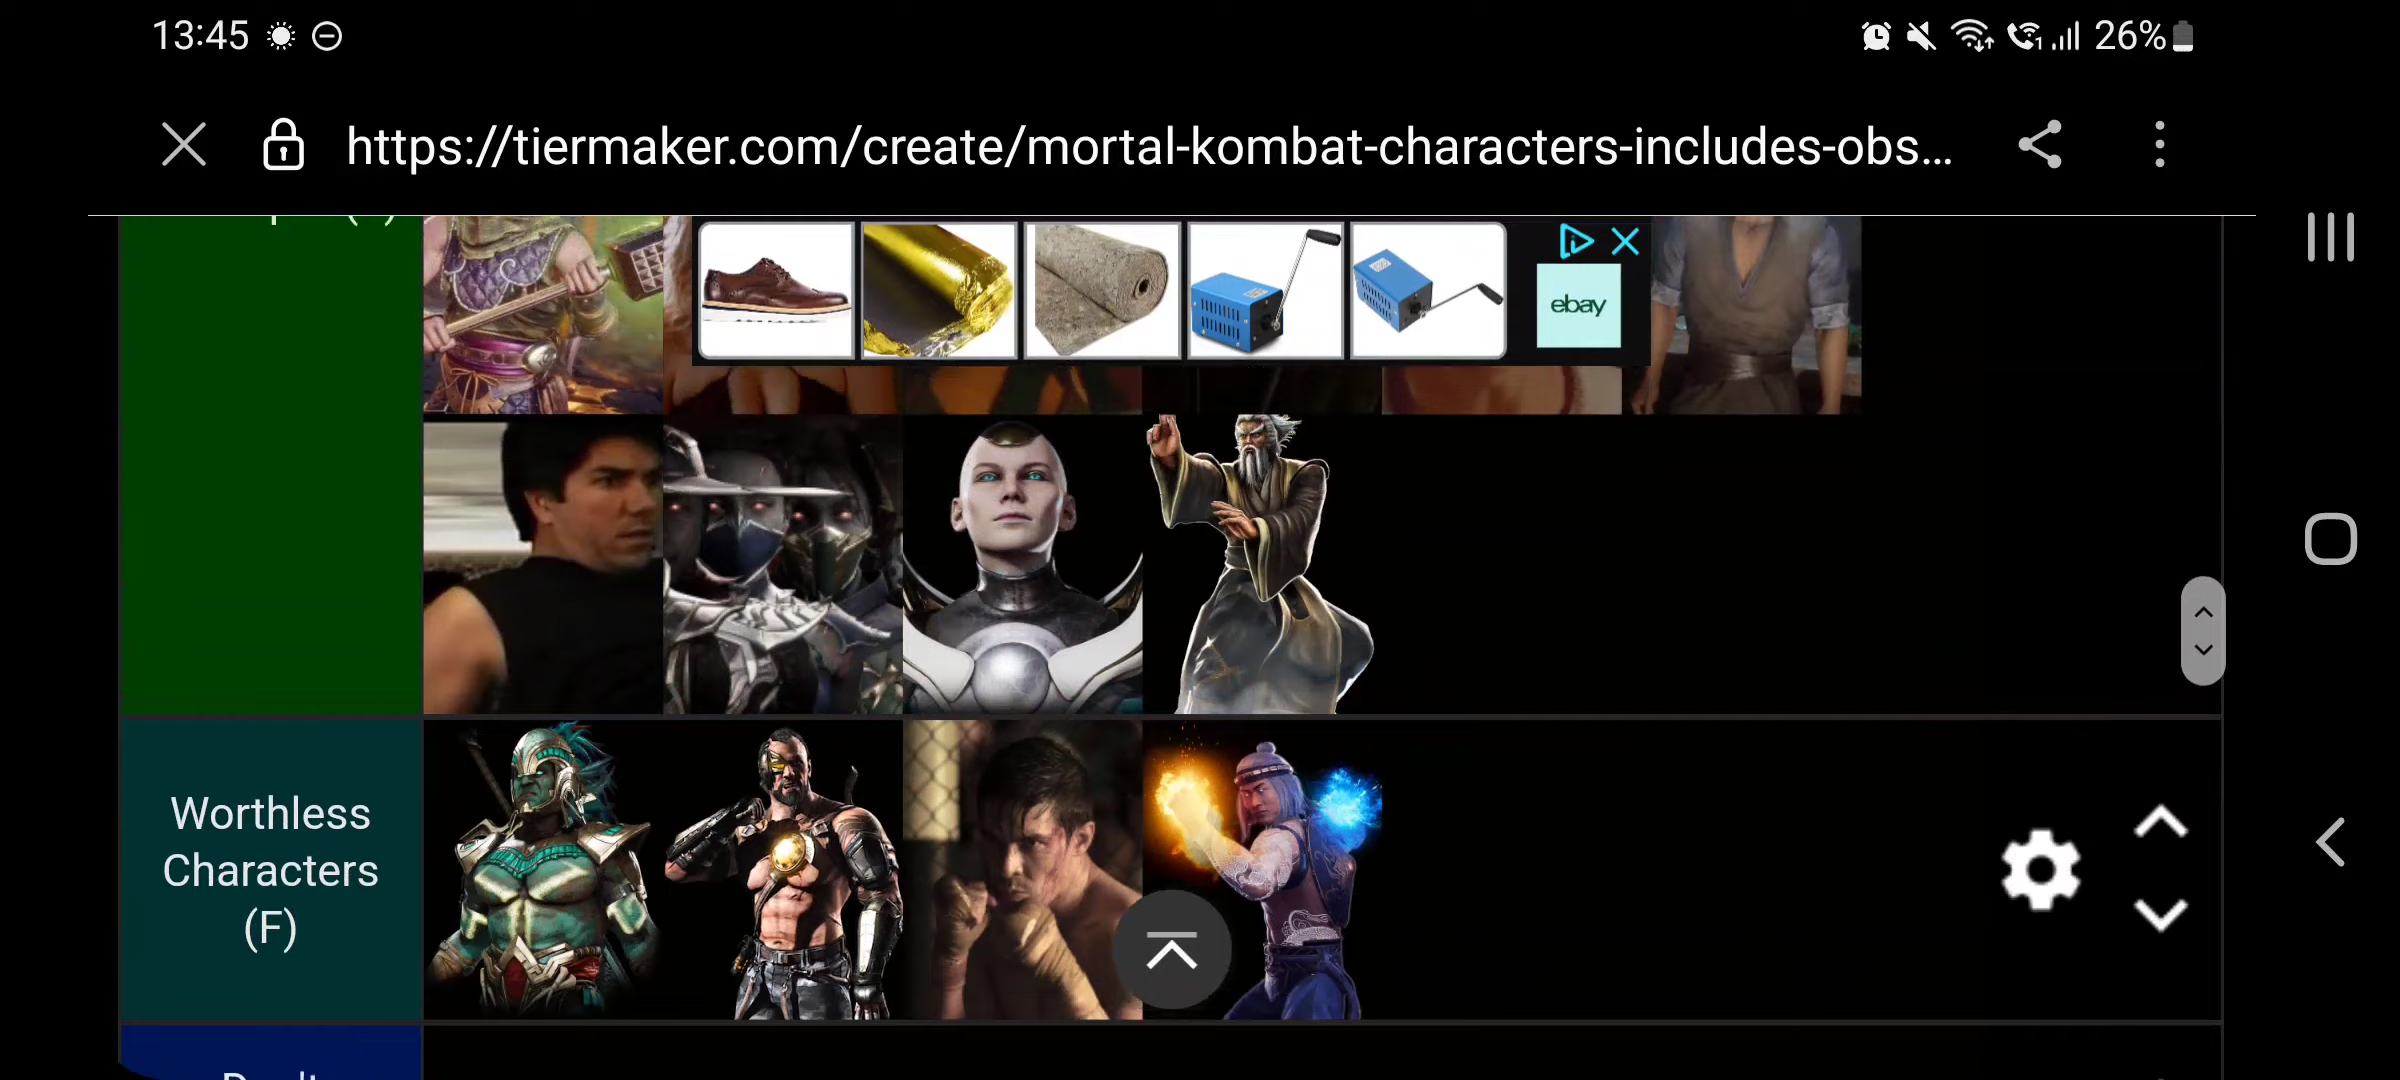 13:45
26%
https://tiermaker.com/create/mortal-kombat-characters-includes-obs...
ebay
Worthless
Characters
(F)